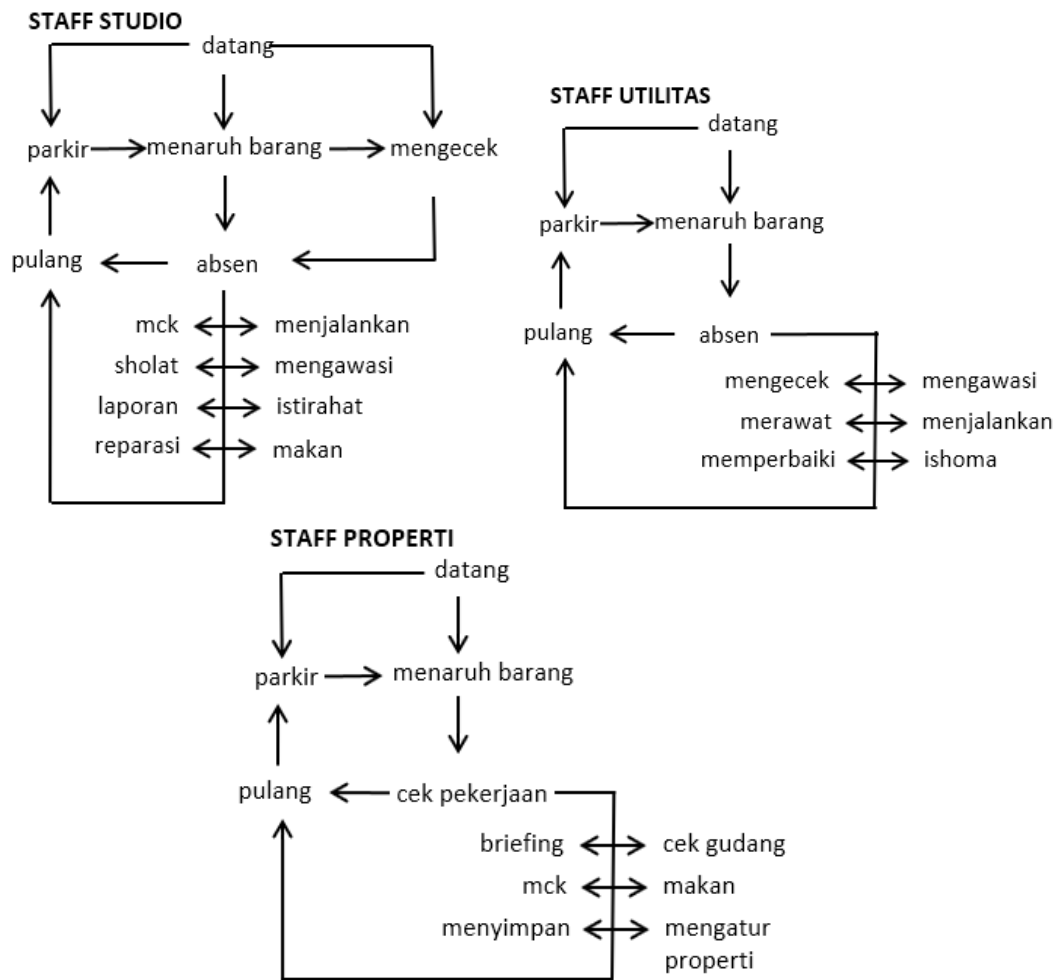 STAFF STUDIO
datang
parkir
menaruh barang
mengecek
pulang
absen
mck
menjalankan
sholat
mengawasi
laporan
istirahat
reparasi
makan
STAFF UTILITAS
datang
parkir
menaruh barang
pulang
absen
mengecek
mengawasi
merawat
menjalankan
memperbaiki
ishoma
STAFF PROPERTI
datang
parkir
menaruh barang
pulang
cek pekerjaan
briefing
cek gudang
mck
makan
menyimpan
mengatur
properti